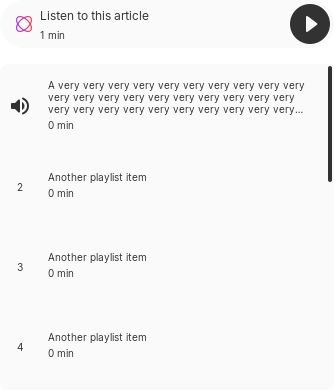 Listen to this article
1 min
A very very very very very very very very very very
very very very very very very very very very very
very very very very very very very very very very...
0 min
2
Another playlist item
0 min
3
Another playlist item
0 min
4
Another playlist item
0 min